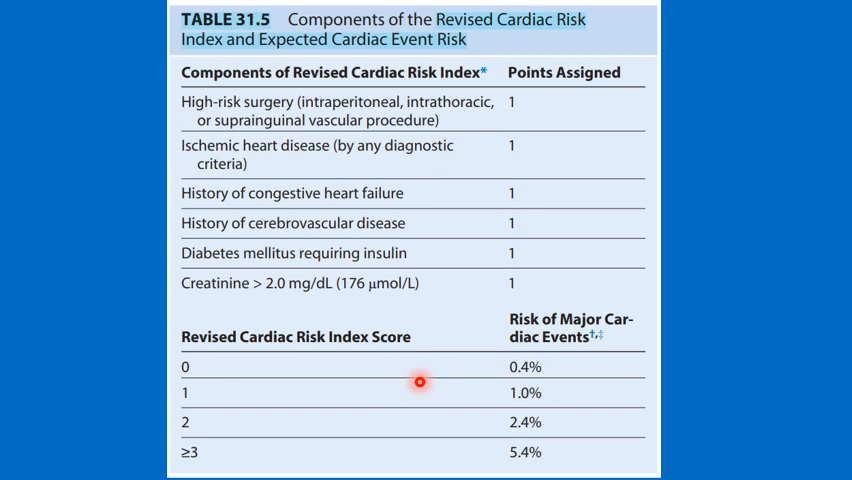 TABLE 31.5 Components of the Revised Cardiac Risk
Index and Expected Cardiac Event Risk
Components of Revised Cardiac Risk Index* Points Assigned
High-risk surgery (intraperitoneal, intrathoracic, 1
or suprainguinal vascular procedure)
Ischemic heart disease (by any diagnostic 1
criteria)
History of congestive heart failure 1
History of cerebrovascular disease 1
Diabetes mellitus requiring insulin 1
Creatinine > 2.0 mg/dL (176 μmol/L) 1
Risk of Major Car-
Revised Cardiac Risk Index Score diac Events†,‡
0 0.4%
1 1.0%
2 2.4%
≥3 5.4%